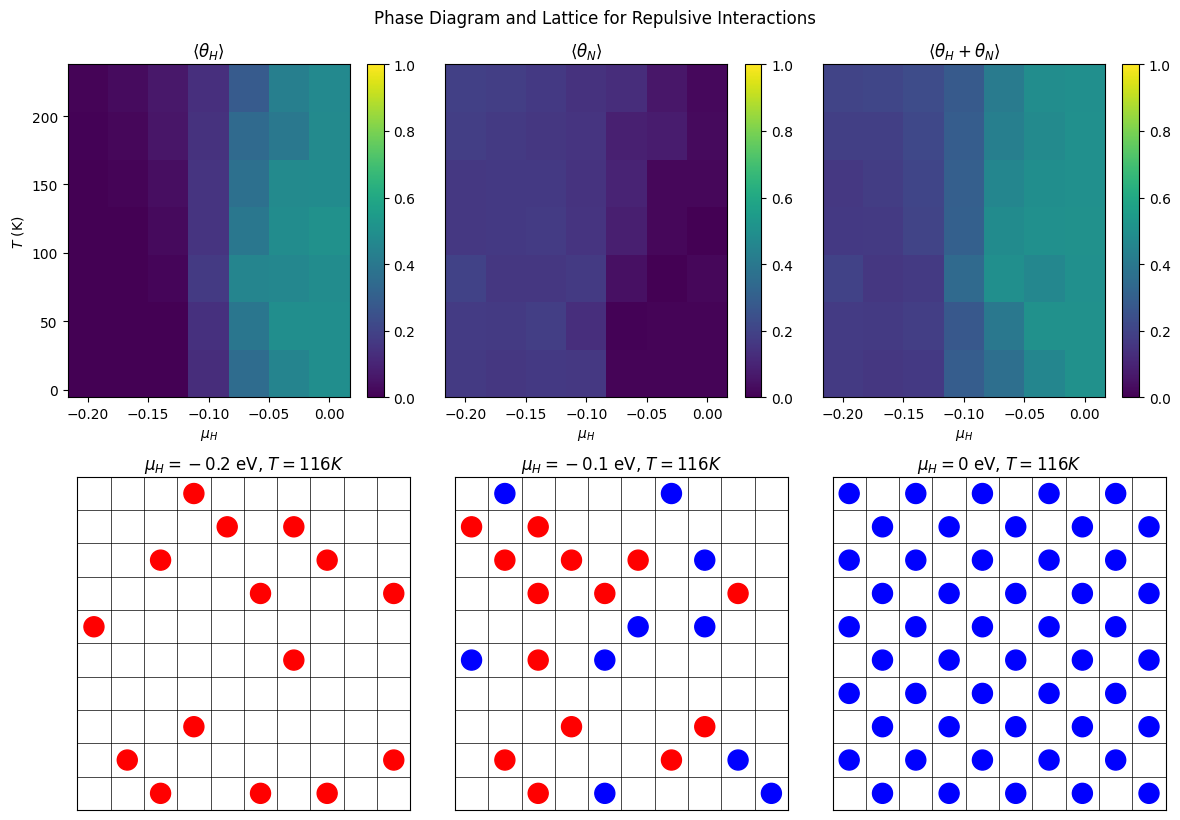 Phase Diagram and Lattice for Repulsive Interactions
⟨θ_H⟩
⟨θ_N⟩
⟨θ_H + θ_N⟩
T (K)
200
150
100
50
0
−0.20 −0.15 −0.10 −0.05 0.00
μ_H
1.0
0.8
0.6
0.4
0.2
0.0
−0.20 −0.15 −0.10 −0.05 0.00
μ_H
1.0
0.8
0.6
0.4
0.2
0.0
−0.20 −0.15 −0.10 −0.05 0.00
μ_H
1.0
0.8
0.6
0.4
0.2
0.0
μ_H = −0.2 eV, T = 116K
μ_H = −0.1 eV, T = 116K
μ_H = 0 eV, T = 116K